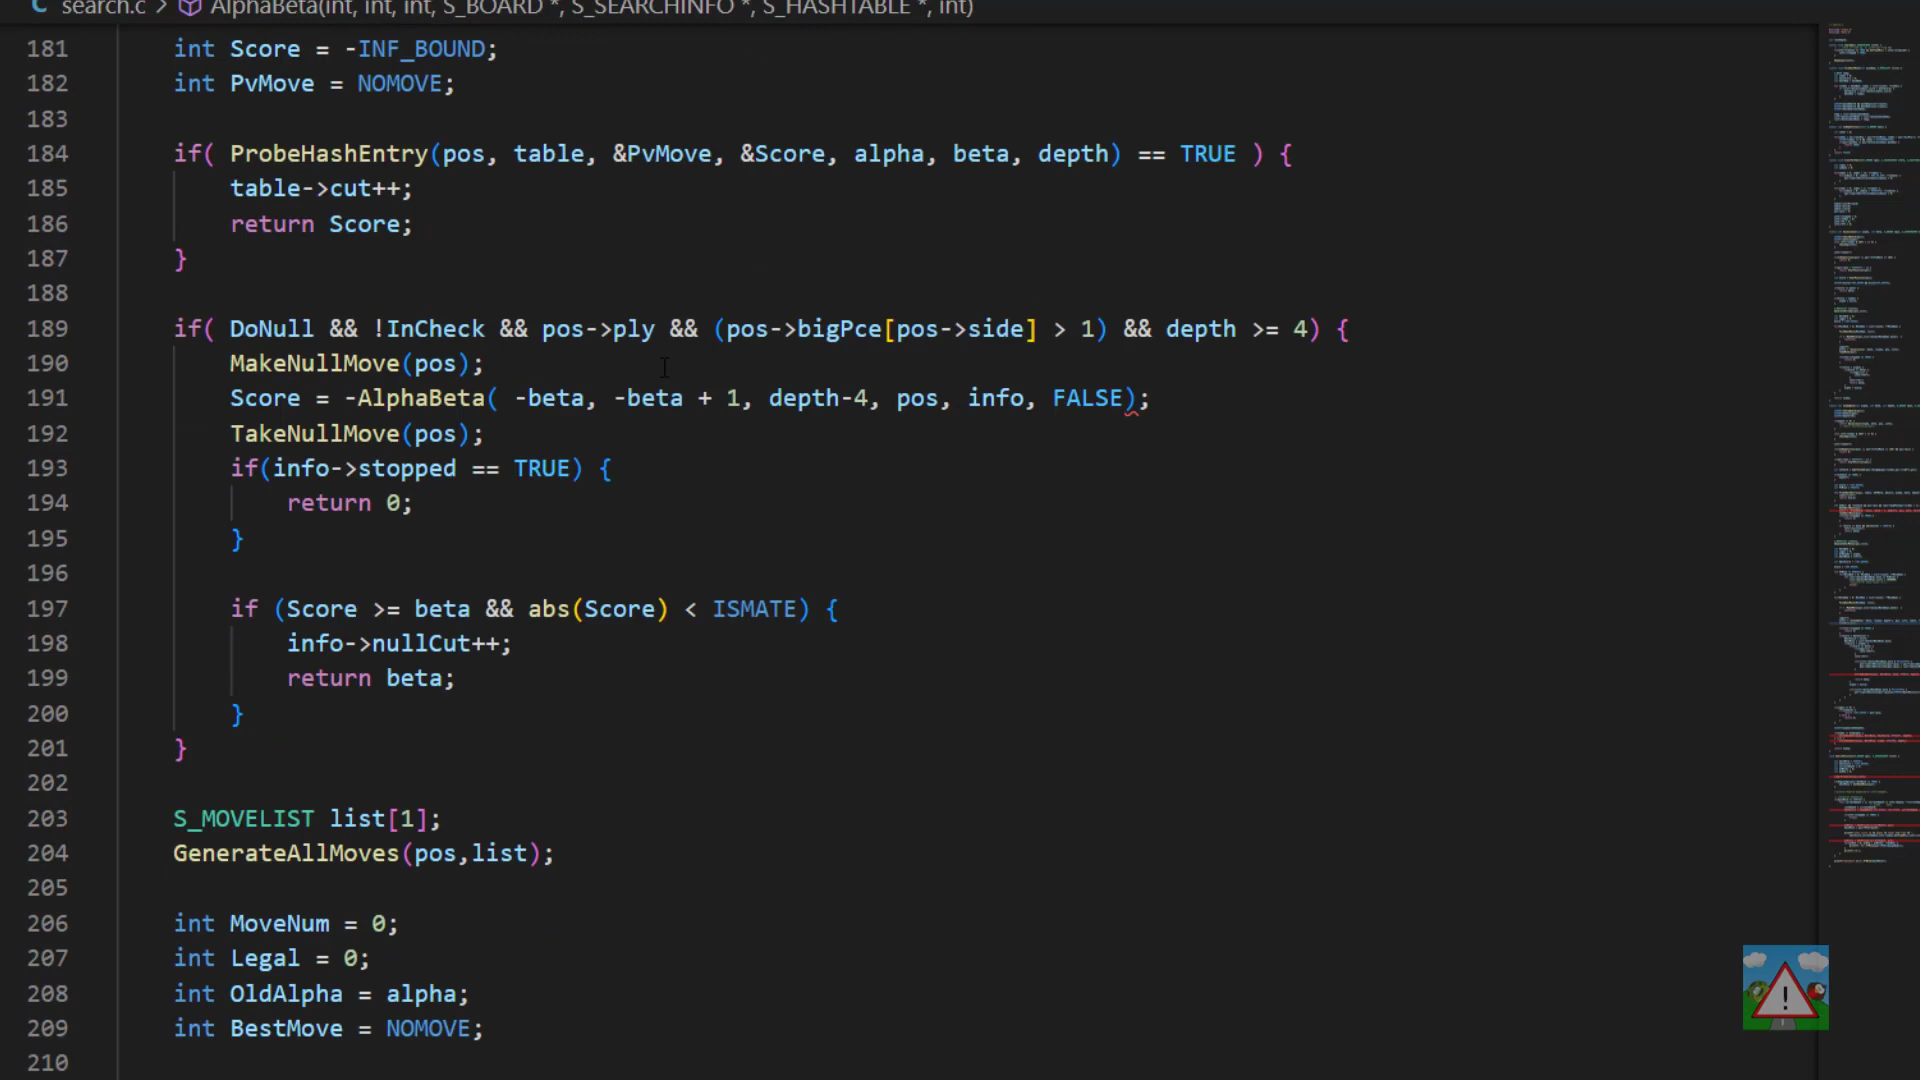 search.c > AlphaBeta(int, int, int, S_BOARD *, S_SEARCHINFO *, S_HASHTABLE *, int)
181 int Score = -INF_BOUND;
182 int PvMove = NOMOVE;
183
184 if( ProbeHashEntry(pos, table, &PvMove, &Score, alpha, beta, depth) == TRUE ) {
185 table->cut++;
186 return Score;
187 }
188
189 if( DoNull && !InCheck && pos->ply && (pos->bigPce[pos->side] > 1) && depth >= 4) {
190 MakeNullMove(pos);
191 Score = -AlphaBeta( -beta, -beta + 1, depth-4, pos, info, FALSE);
192 TakeNullMove(pos);
193 if(info->stopped == TRUE) {
194 return 0;
195 }
196
197 if (Score >= beta && abs(Score) < ISMATE) {
198 info->nullCut++;
199 return beta;
200 }
201 }
202
203 S_MOVELIST list[1];
204 GenerateAllMoves(pos,list);
205
206 int MoveNum = 0;
207 int Legal = 0;
208 int OldAlpha = alpha;
209 int BestMove = NOMOVE;
210